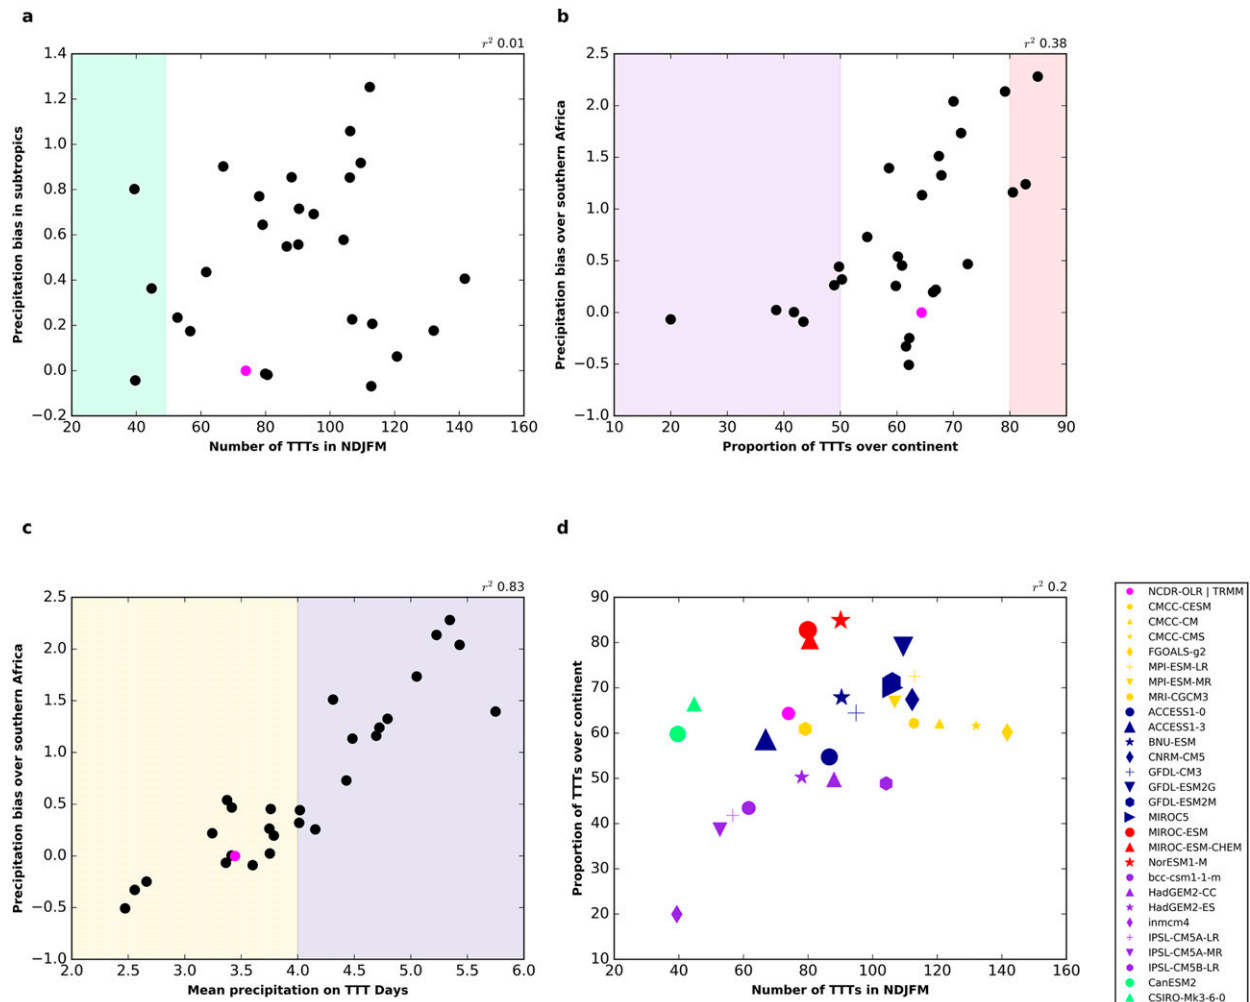 a
r² 0.01
Precipitation bias in subtropics
1.4
1.2
1.0
0.8
0.6
0.4
0.2
0.0
−0.2
20 40 60 80 100 120 140 160
Number of TTTs in NDJFM
b
r² 0.38
Precipitation bias over southern Africa
2.5
2.0
1.5
1.0
0.5
0.0
−0.5
−1.0
10 20 30 40 50 60 70 80 90
Proportion of TTTs over continent
c
r² 0.83
Precipitation bias over southern Africa
2.5
2.0
1.5
1.0
0.5
0.0
−0.5
−1.0
2.0 2.5 3.0 3.5 4.0 4.5 5.0 5.5 6.0
Mean precipitation on TTT Days
d
r² 0.2
Proportion of TTTs over continent
90
80
70
60
50
40
30
20
10
20 40 60 80 100 120 140 160
Number of TTTs in NDJFM
NCDR-OLR | TRMM
CMCC-CESM
CMCC-CM
CMCC-CMS
FGOALS-g2
MPI-ESM-LR
MPI-ESM-MR
MRI-CGCM3
ACCESS1-0
ACCESS1-3
BNU-ESM
CNRM-CM5
GFDL-CM3
GFDL-ESM2G
GFDL-ESM2M
MIROC5
MIROC-ESM
MIROC-ESM-CHEM
NorESM1-M
bcc-csm1-1-m
HadGEM2-CC
HadGEM2-ES
inmcm4
IPSL-CM5A-LR
IPSL-CM5A-MR
IPSL-CM5B-LR
CanESM2
CSIRO-Mk3-6-0